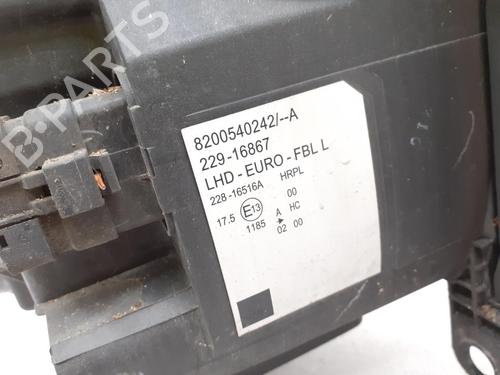 B-PARTS
8200540242/--A
229-16867
LHD - EURO - FBL L
228-16516A HRPL
00
17.5 E13 A HC
1185 02 00